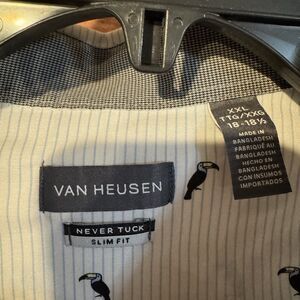 VAN HEUSEN
NEVER TUCK
SLIM FIT
XXL
TTG/XXG
18-18½
MADE IN
BANGLADESH
FABRIQUÉ AU
BANGLADESH
HECHO EN
BANGLADESH
CON INSUMOS
IMPORTADOS